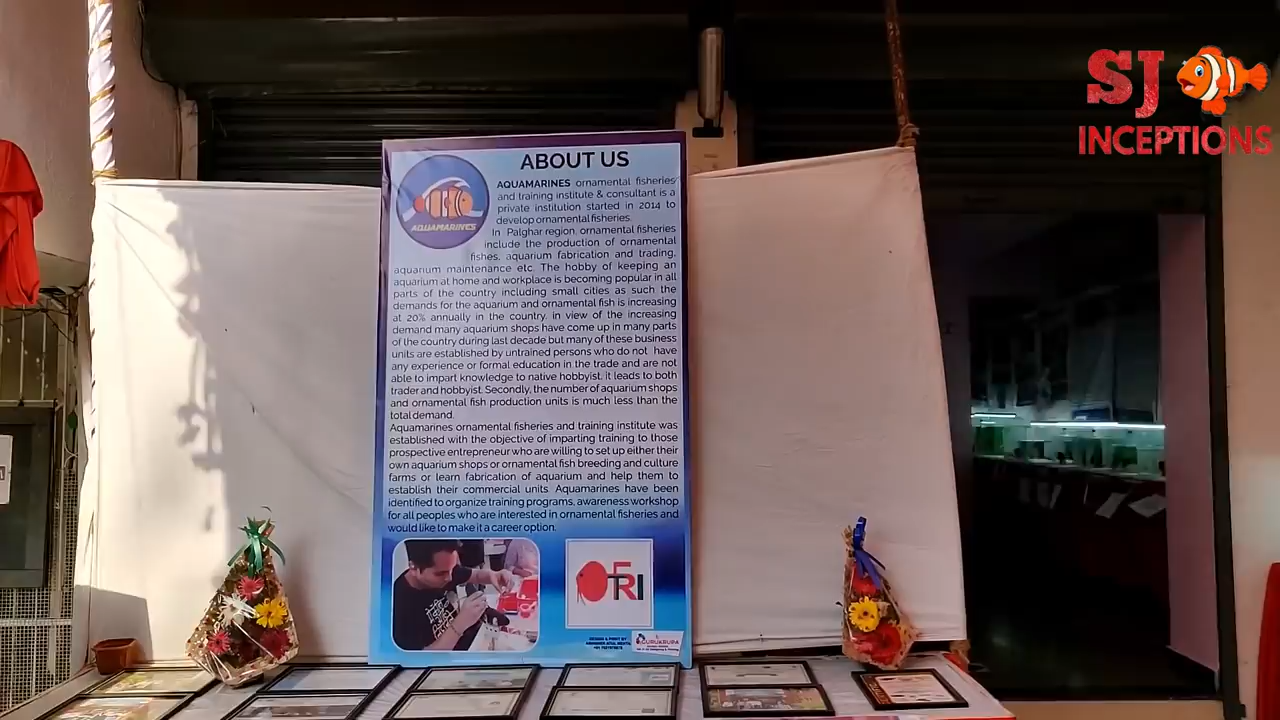 SJ
INCEPTIONS
ABOUT US
AQUAMARINES
AQUAMARINES ornamental fisheries
and training institute & consultant is a
private institution started in 2014 to
develop ornamental fisheries.
In Palghar region, ornamental fisheries
include the production of ornamental
fishes, aquarium fabrication and trading,
aquarium maintenance etc. The hobby of keeping an
aquarium at home and workplace is becoming popular in all
parts of the country including small cities as such the
demands for the aquarium and ornamental fish is increasing
at 20% annually in the country. in view of the increasing
demand many aquarium shops have come up in many parts
of the country during last decade but many of these business
units are established by untrained persons who do not have
any experience or formal education in the trade and are not
able to impart knowledge to native hobbyist, it leads to both
trader and hobbyist. Secondly, the number of aquarium shops
and ornamental fish production units is much less than the
total demand.
Aquamarines ornamental fisheries and training institute was
established with the objective of imparting training to those
prospective entrepreneur who are willing to set up either their
own aquarium shops or ornamental fish breeding and culture
farms or learn fabrication of aquarium and help them to
establish their commercial units. Aquamarines have been
identified to organize training programs, awareness workshop
for all peoples who are interested in ornamental fisheries and
would like to make it a career option.
OFTRI
DESIGN & PRINT BY
GURUKRUPA